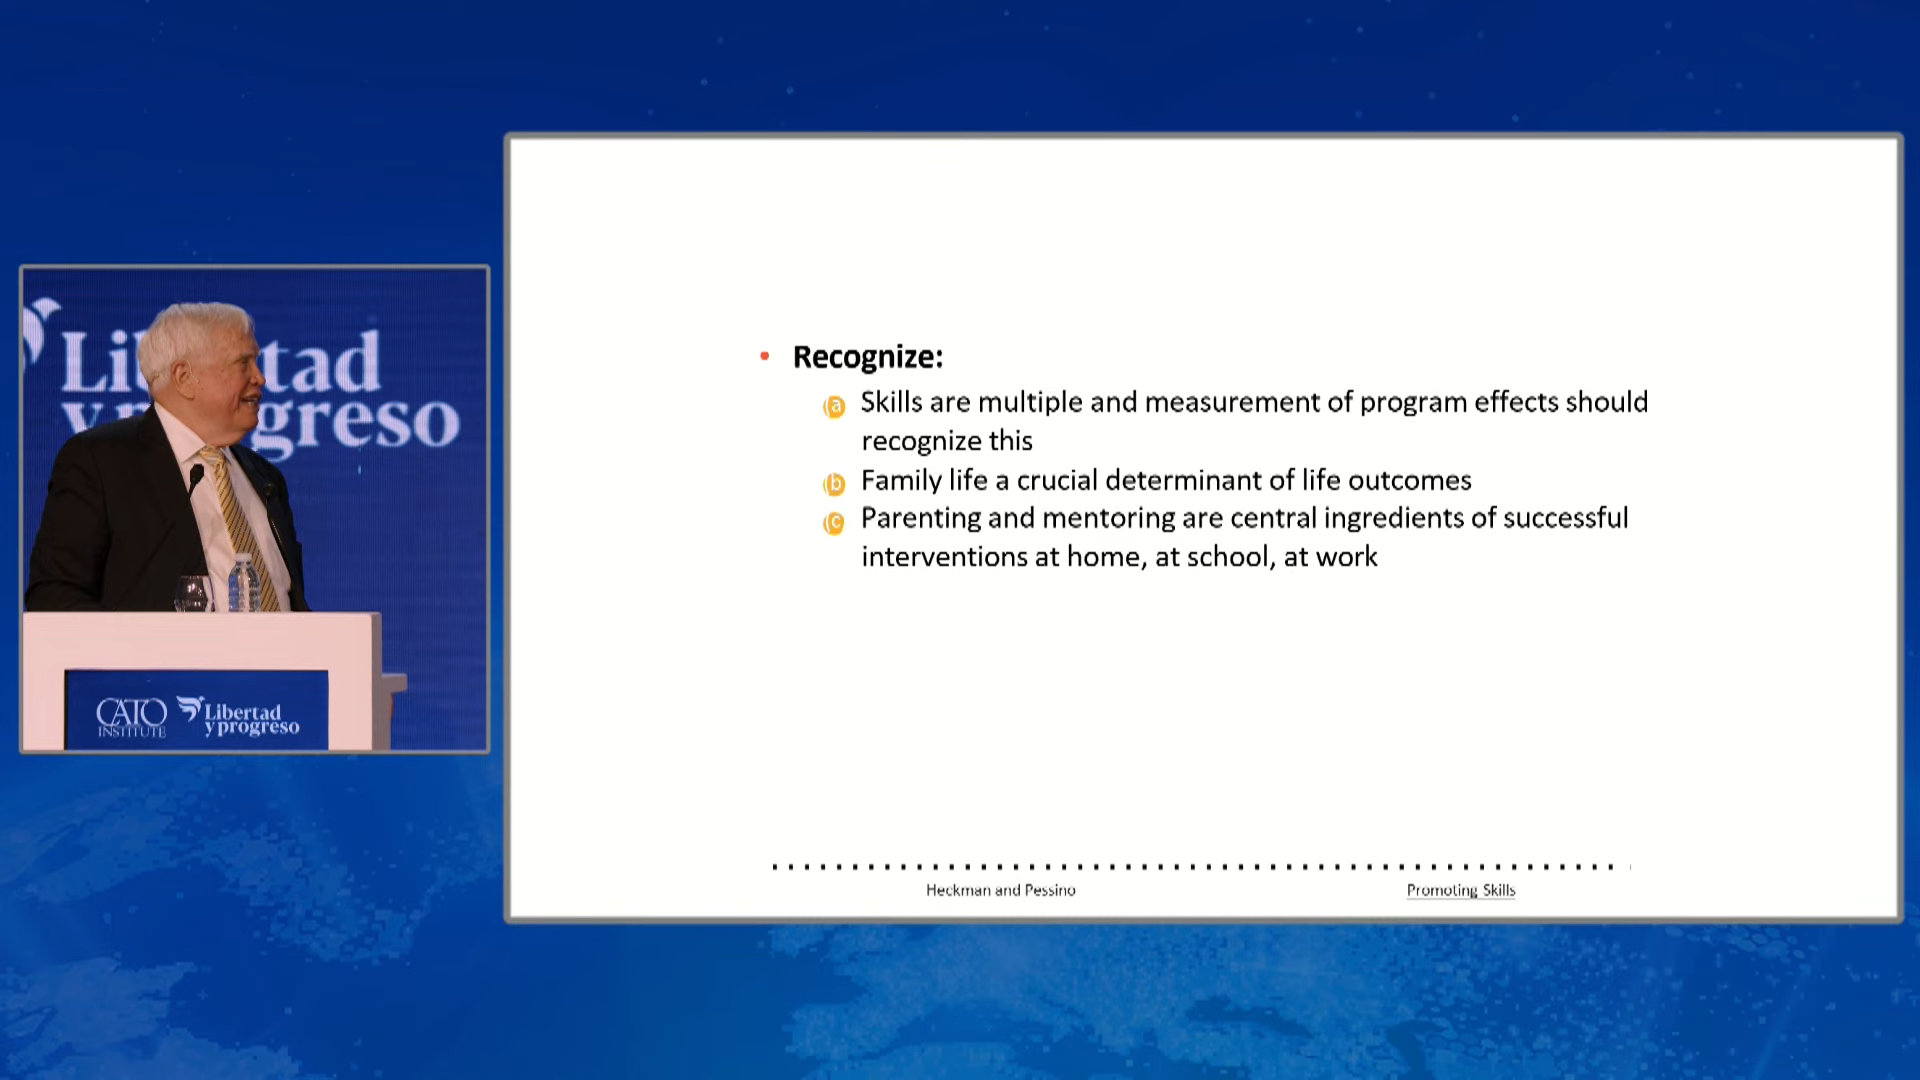 Libertad
y progreso
CATO
INSTITUTE
Libertad
y progreso
• Recognize:
a Skills are multiple and measurement of program effects should
recognize this
b Family life a crucial determinant of life outcomes
c Parenting and mentoring are central ingredients of successful
interventions at home, at school, at work
Heckman and Pessino
Promoting Skills